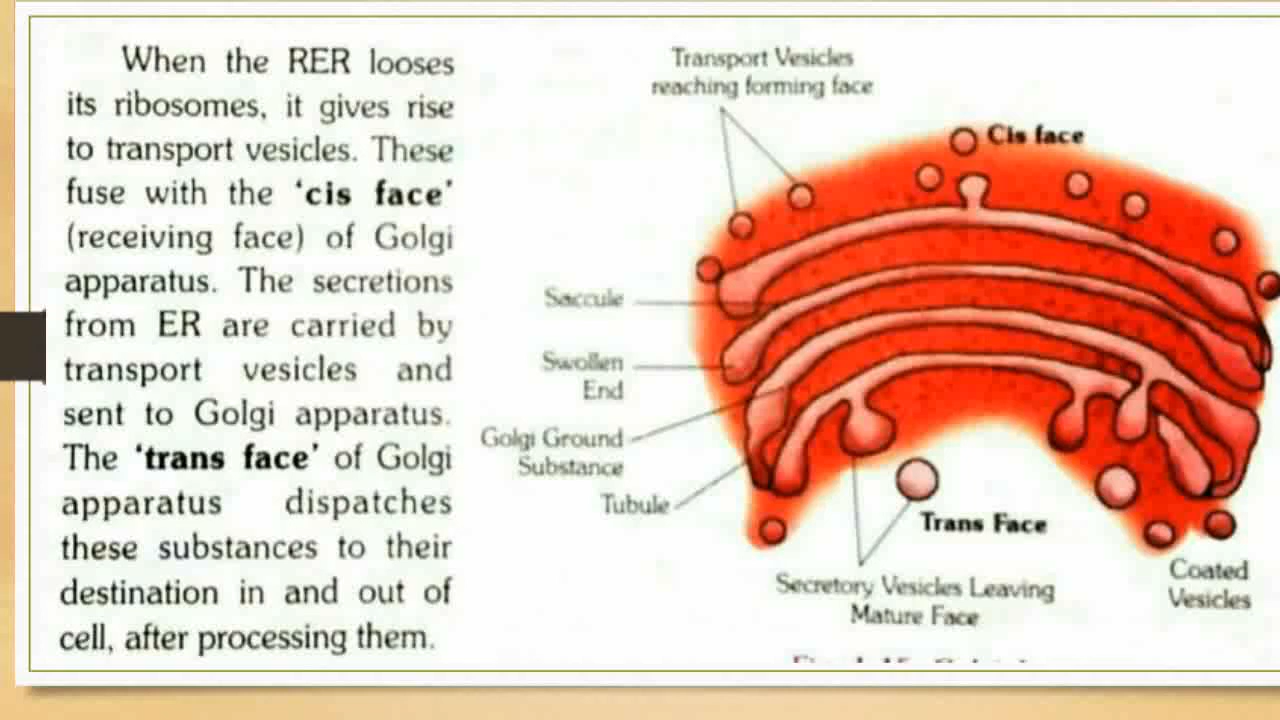 When the RER looses
its ribosomes, it gives rise
to transport vesicles. These
fuse with the ‘cis face’
(receiving face) of Golgi
apparatus. The secretions
from ER are carried by
transport vesicles and
sent to Golgi apparatus.
The ‘trans face’ of Golgi
apparatus dispatches
these substances to their
destination in and out of
cell, after processing them.
Transport Vesicles
reaching forming face
Cis face
Saccule
Swollen
End
Golgi Ground
Substance
Tubule
Trans Face
Secretory Vesicles Leaving
Mature Face
Coated
Vesicles